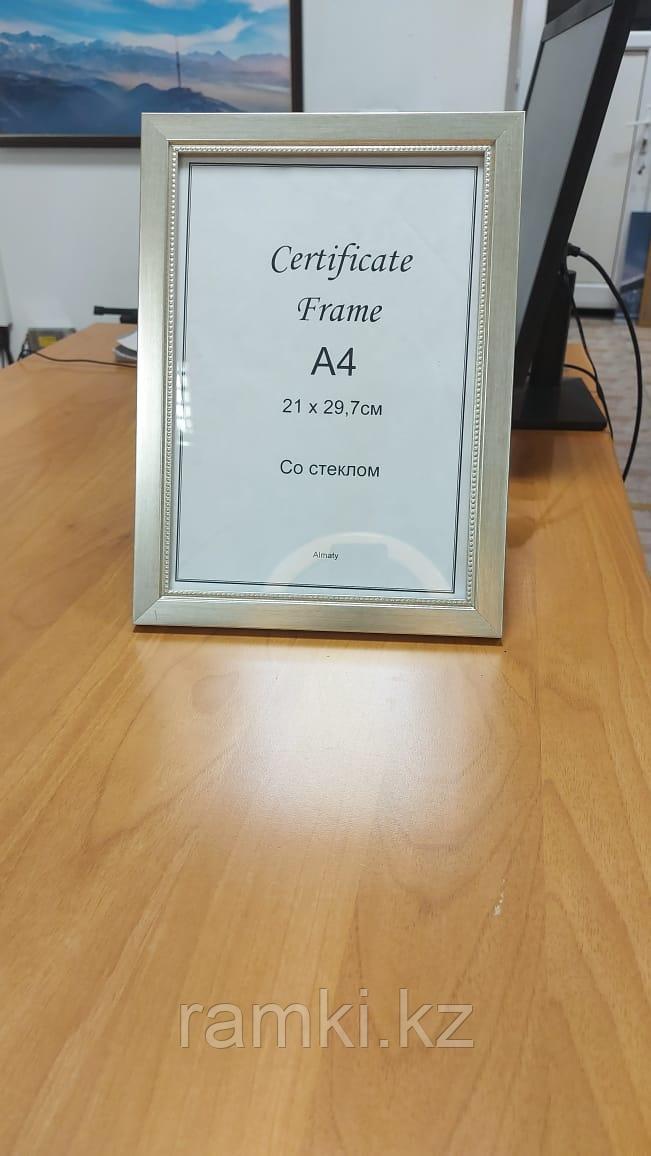 Certificate
Frame
A4
21 x 29,7см
Со стеклом
Almaty
ramki.kz